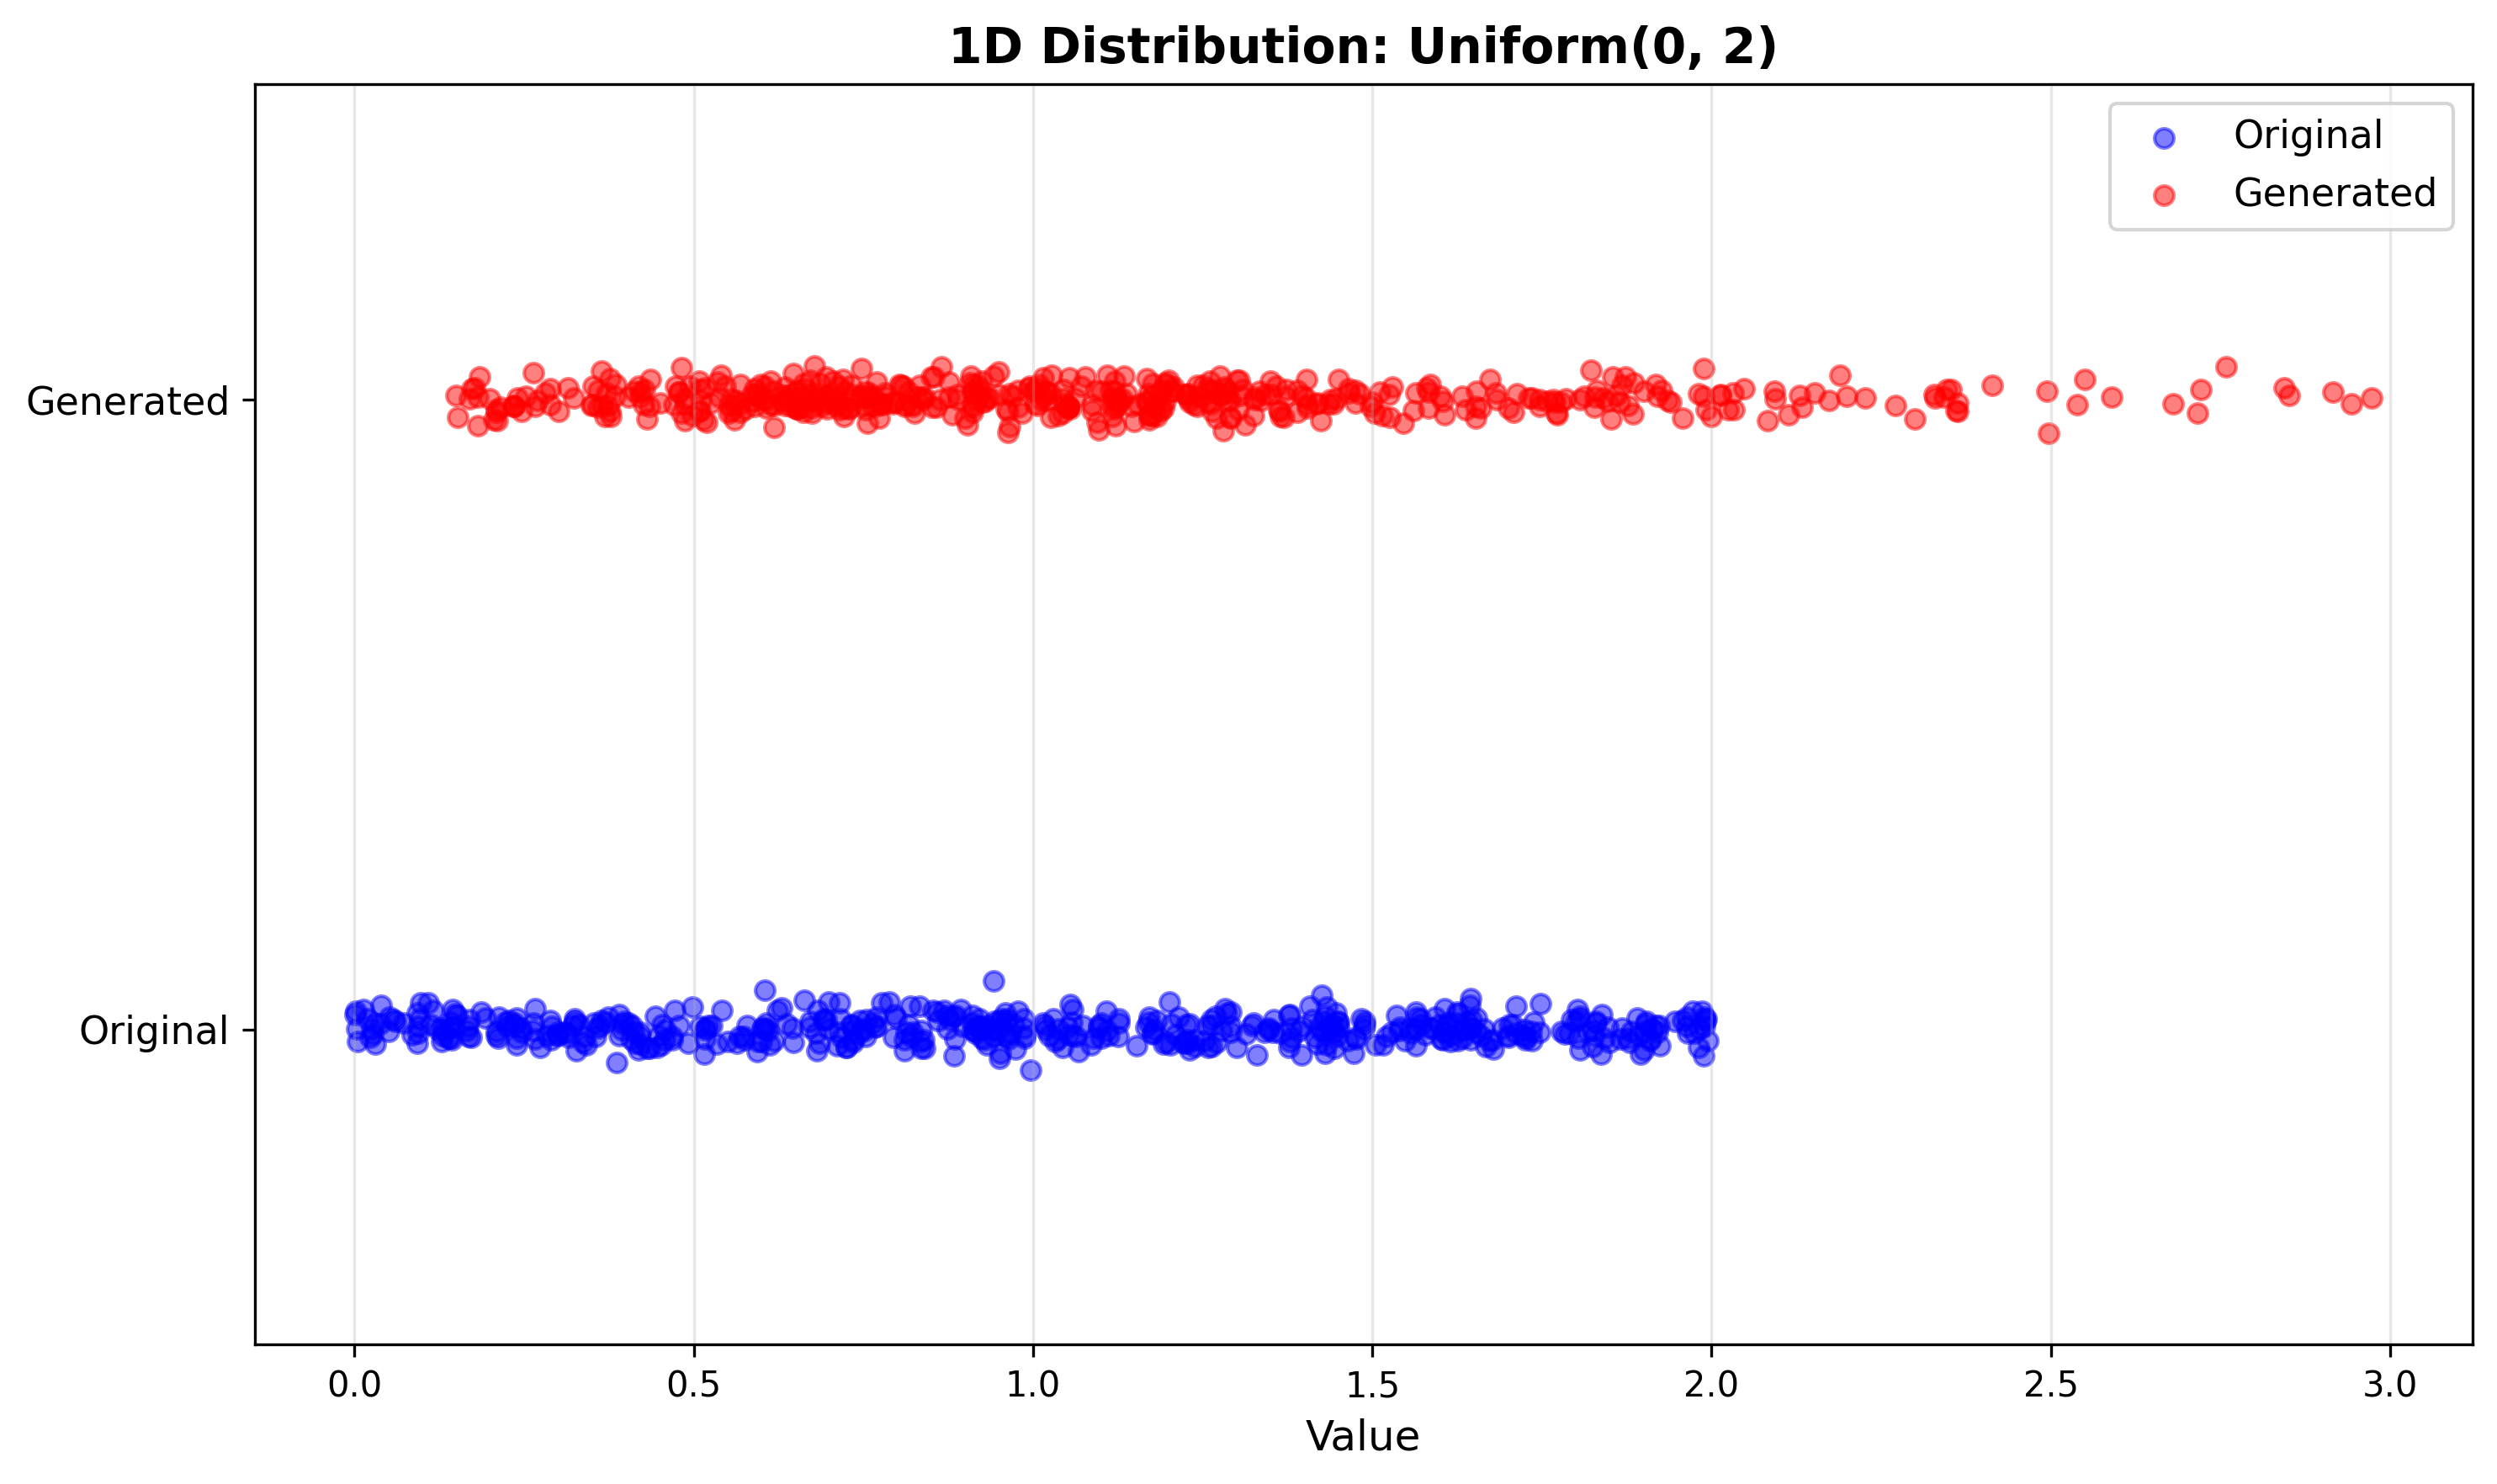 1D Distribution: Uniform(0, 2)
Original
Generated
Generated
Original
0.0 0.5 1.0 1.5 2.0 2.5 3.0
Value